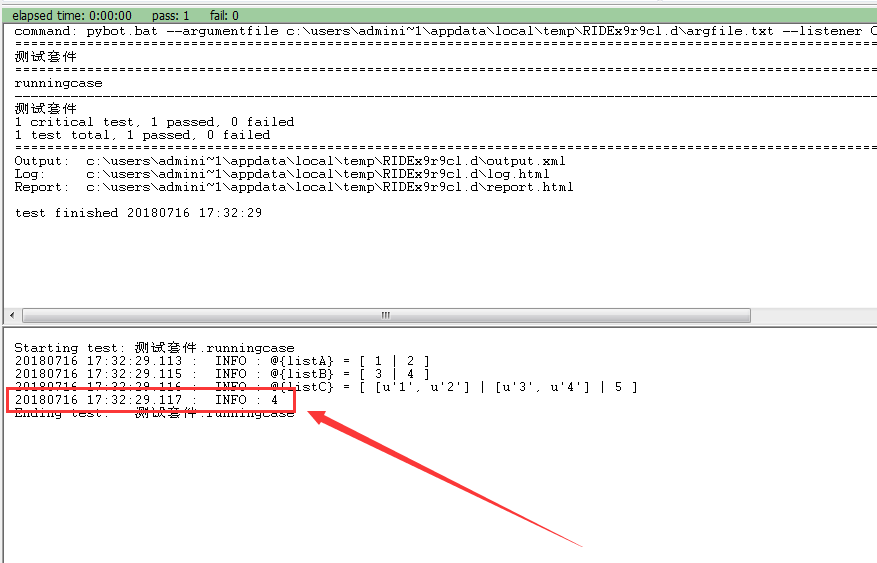 elapsed time: 0:00:00 pass: 1 fail: 0
command: pybot.bat --argumentfile c:\users\admini~1\appdata\local\temp\RIDEx9r9cl.d\argfile.txt --listener C
==============================================================================
测试套件
==============================================================================
runningcase
------------------------------------------------------------------------------
测试套件
1 critical test, 1 passed, 0 failed
1 test total, 1 passed, 0 failed
==============================================================================
Output: c:\users\admini~1\appdata\local\temp\RIDEx9r9cl.d\output.xml
Log: c:\users\admini~1\appdata\local\temp\RIDEx9r9cl.d\log.html
Report: c:\users\admini~1\appdata\local\temp\RIDEx9r9cl.d\report.html
test finished 20180716 17:32:29
Starting test: 测试套件.runningcase
20180716 17:32:29.113 : INFO : @{listA} = [ 1 | 2 ]
20180716 17:32:29.115 : INFO : @{listB} = [ 3 | 4 ]
20180716 17:32:29.116 : INFO : @{listC} = [ [u'1', u'2'] | [u'3', u'4'] | 5 ]
20180716 17:32:29.117 : INFO : 4
Ending test: 测试套件.runningcase